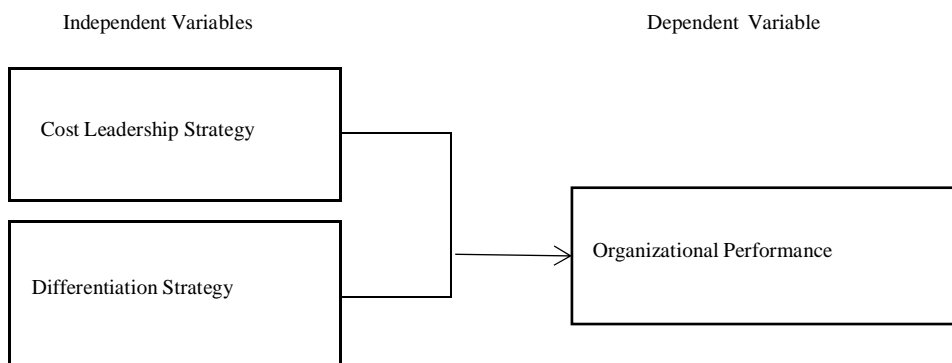 Independent Variables
Dependent Variable
Cost Leadership Strategy
Organizational Performance
Differentiation Strategy